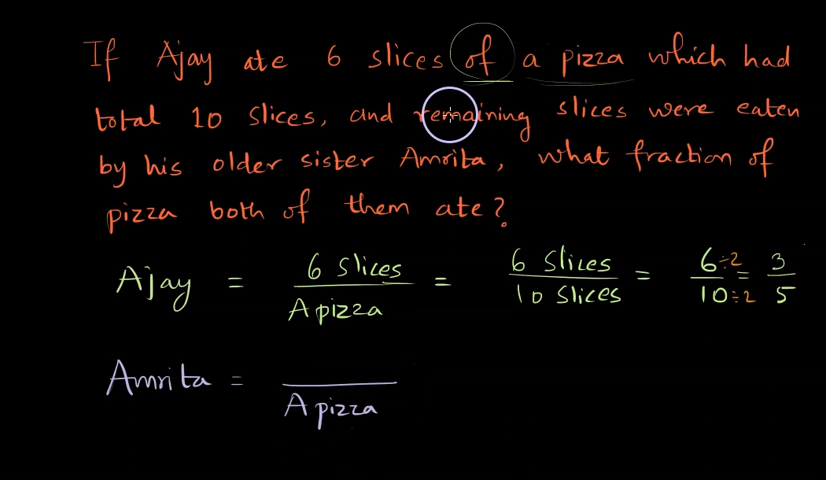 If Ajay ate 6 slices of a pizza which had
total 10 slices, and remaining slices were eaten
by his older sister Amrita, what fraction of
pizza both of them ate?
Ajay = 6 slices / A pizza = 6 slices / 10 slices = 6÷2 / 10÷2 = 3/5
Amrita = / A pizza